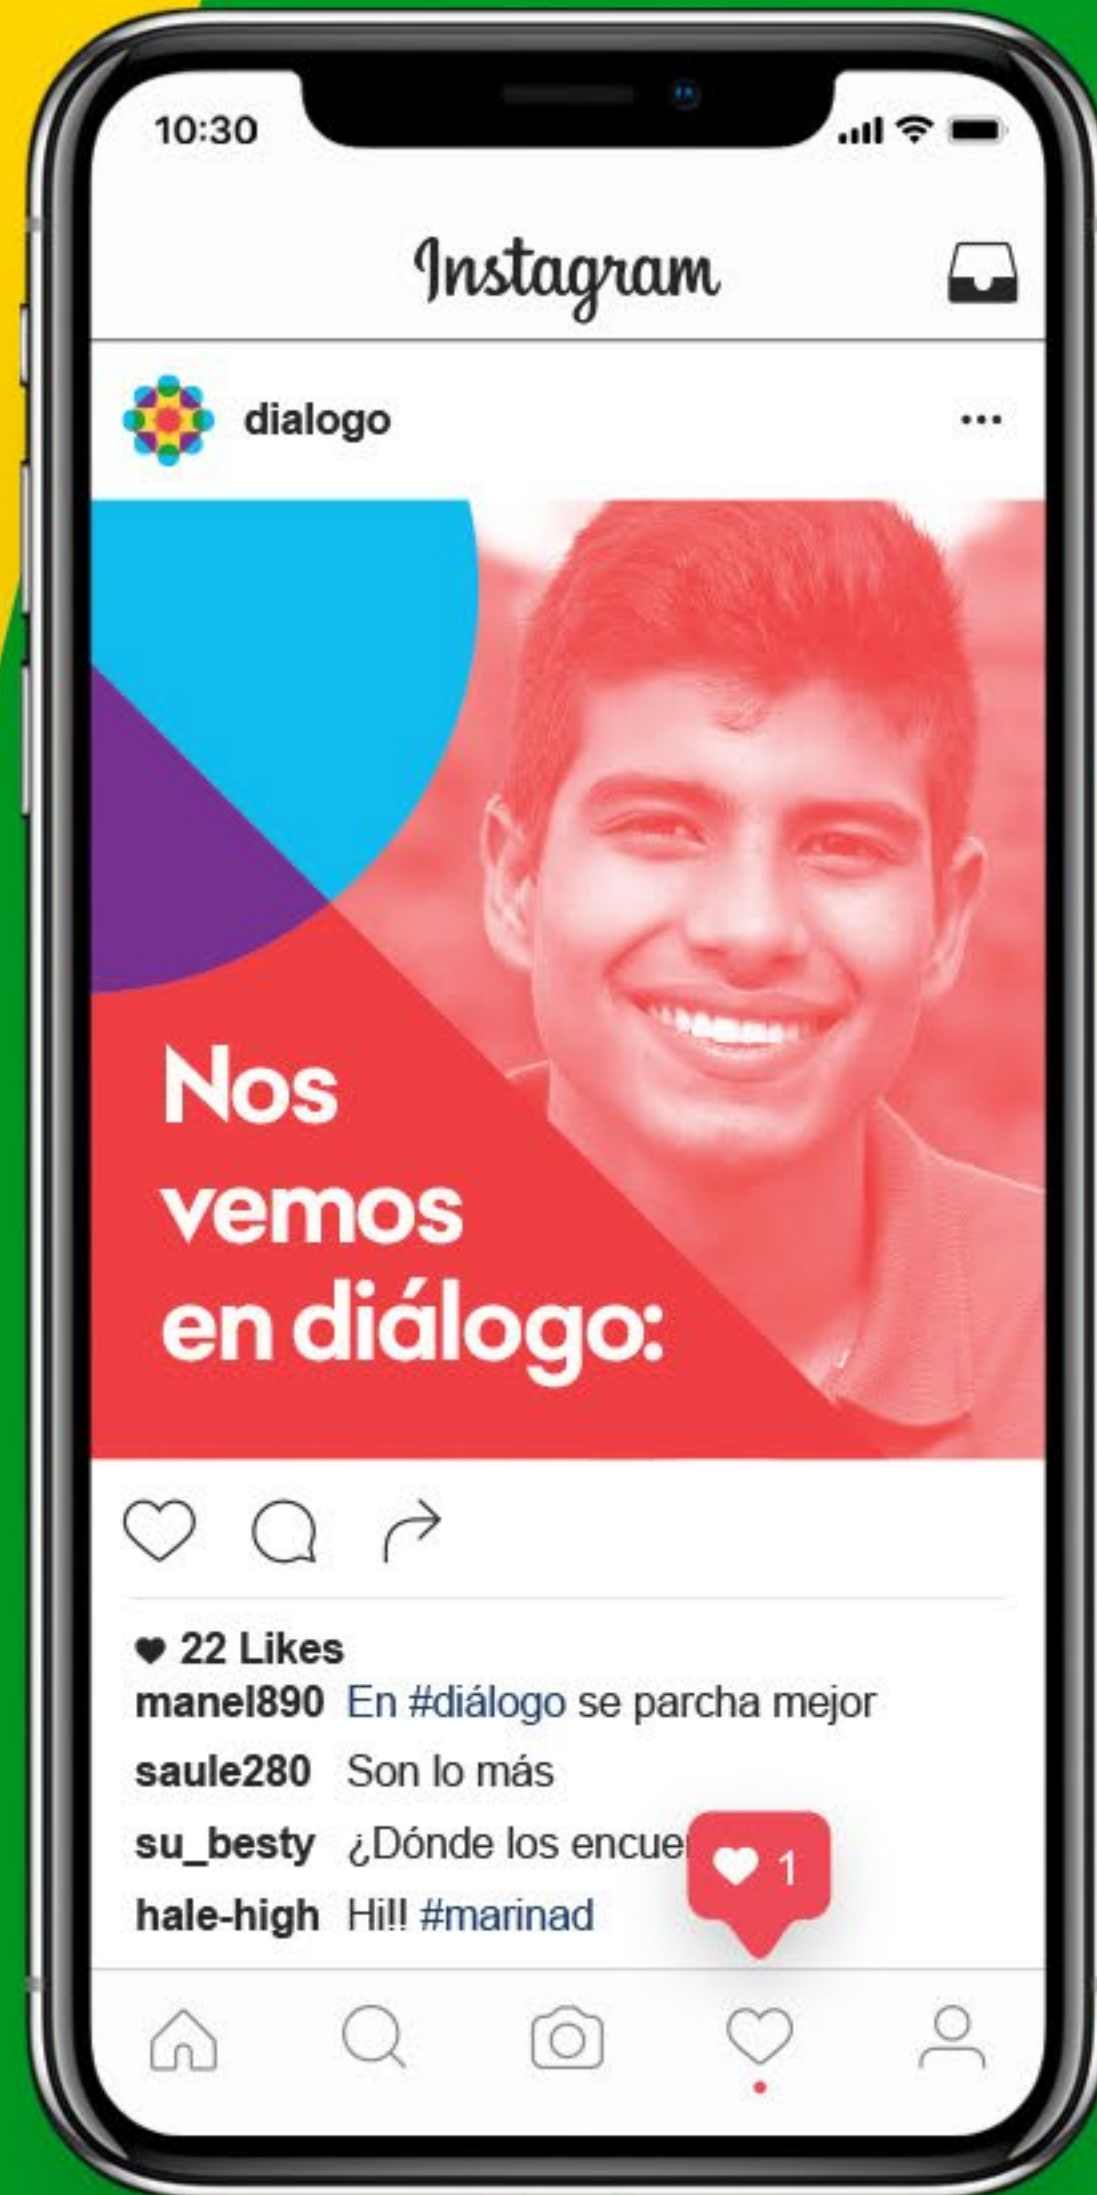 10:30
Instagram
dialogo
Nos
vemos
en diálogo:
22 Likes
manel890 En #diálogo se parcha mejor
saule280 Son lo más
su_besty ¿Dónde los
hale-high Hi!! #marinad
1